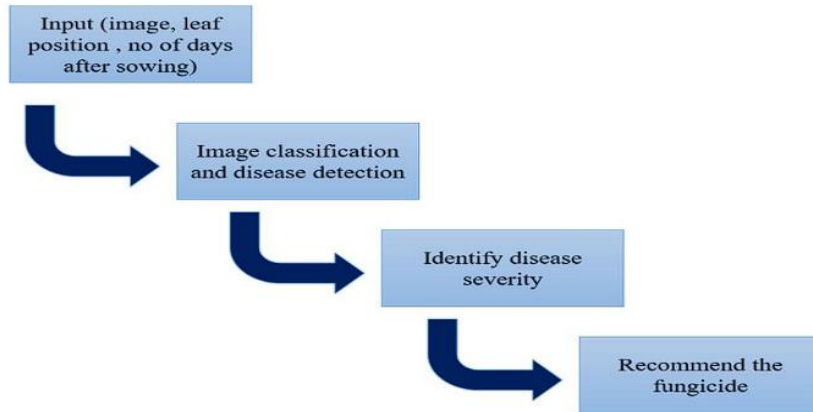 Input (image, leaf
position , no of days
after sowing)
Image classification
and disease detection
Identify disease
severity
Recommend the
fungicide